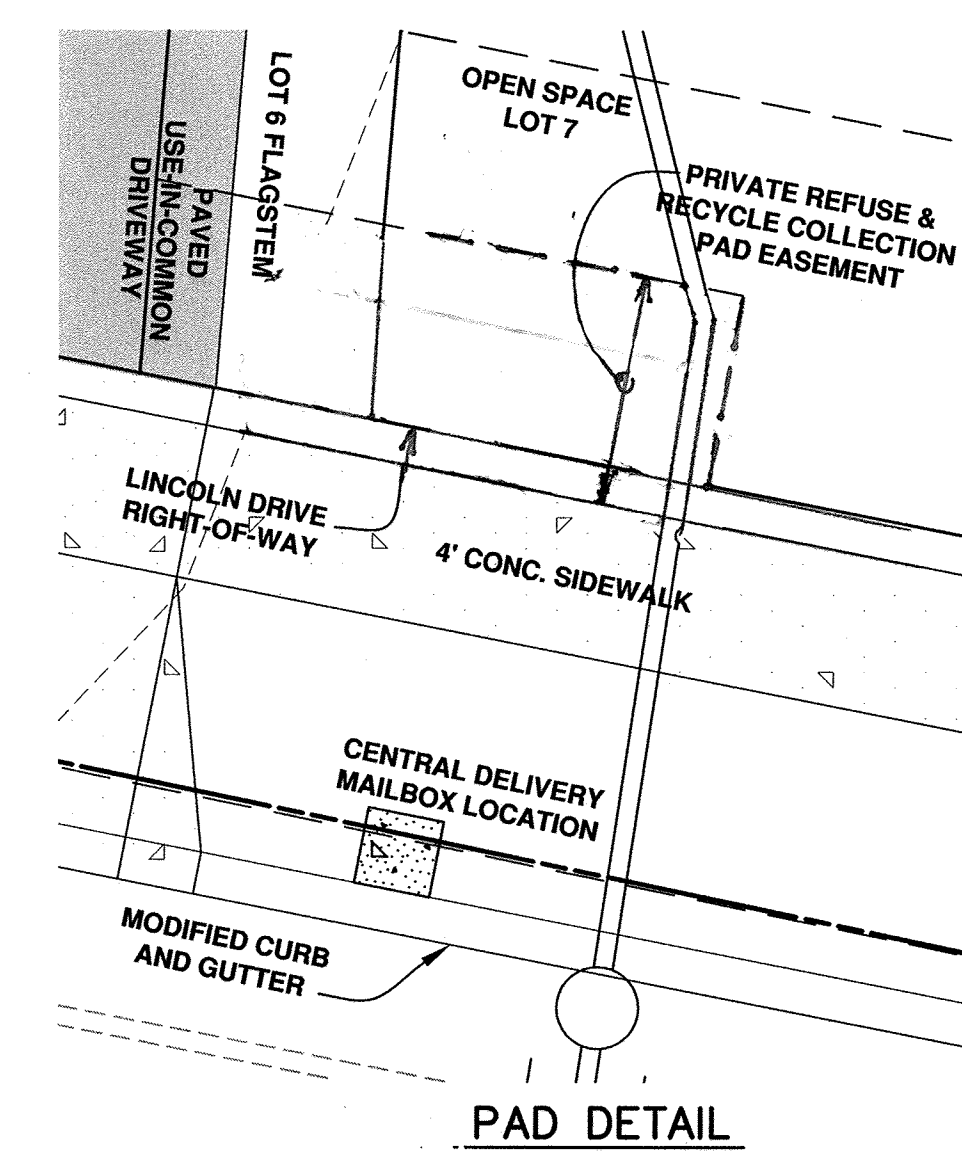 OPEN SPACE
LOT 7
LOT 6 FLAGSTEM
PAVED
USE-IN-COMMON
DRIVEWAY
PRIVATE REFUSE &
RECYCLE COLLECTION
PAD EASEMENT
LINCOLN DRIVE
RIGHT-OF-WAY
4' CONC. SIDEWALK
CENTRAL DELIVERY
MAILBOX LOCATION
MODIFIED CURB
AND GUTTER
PAD DETAIL